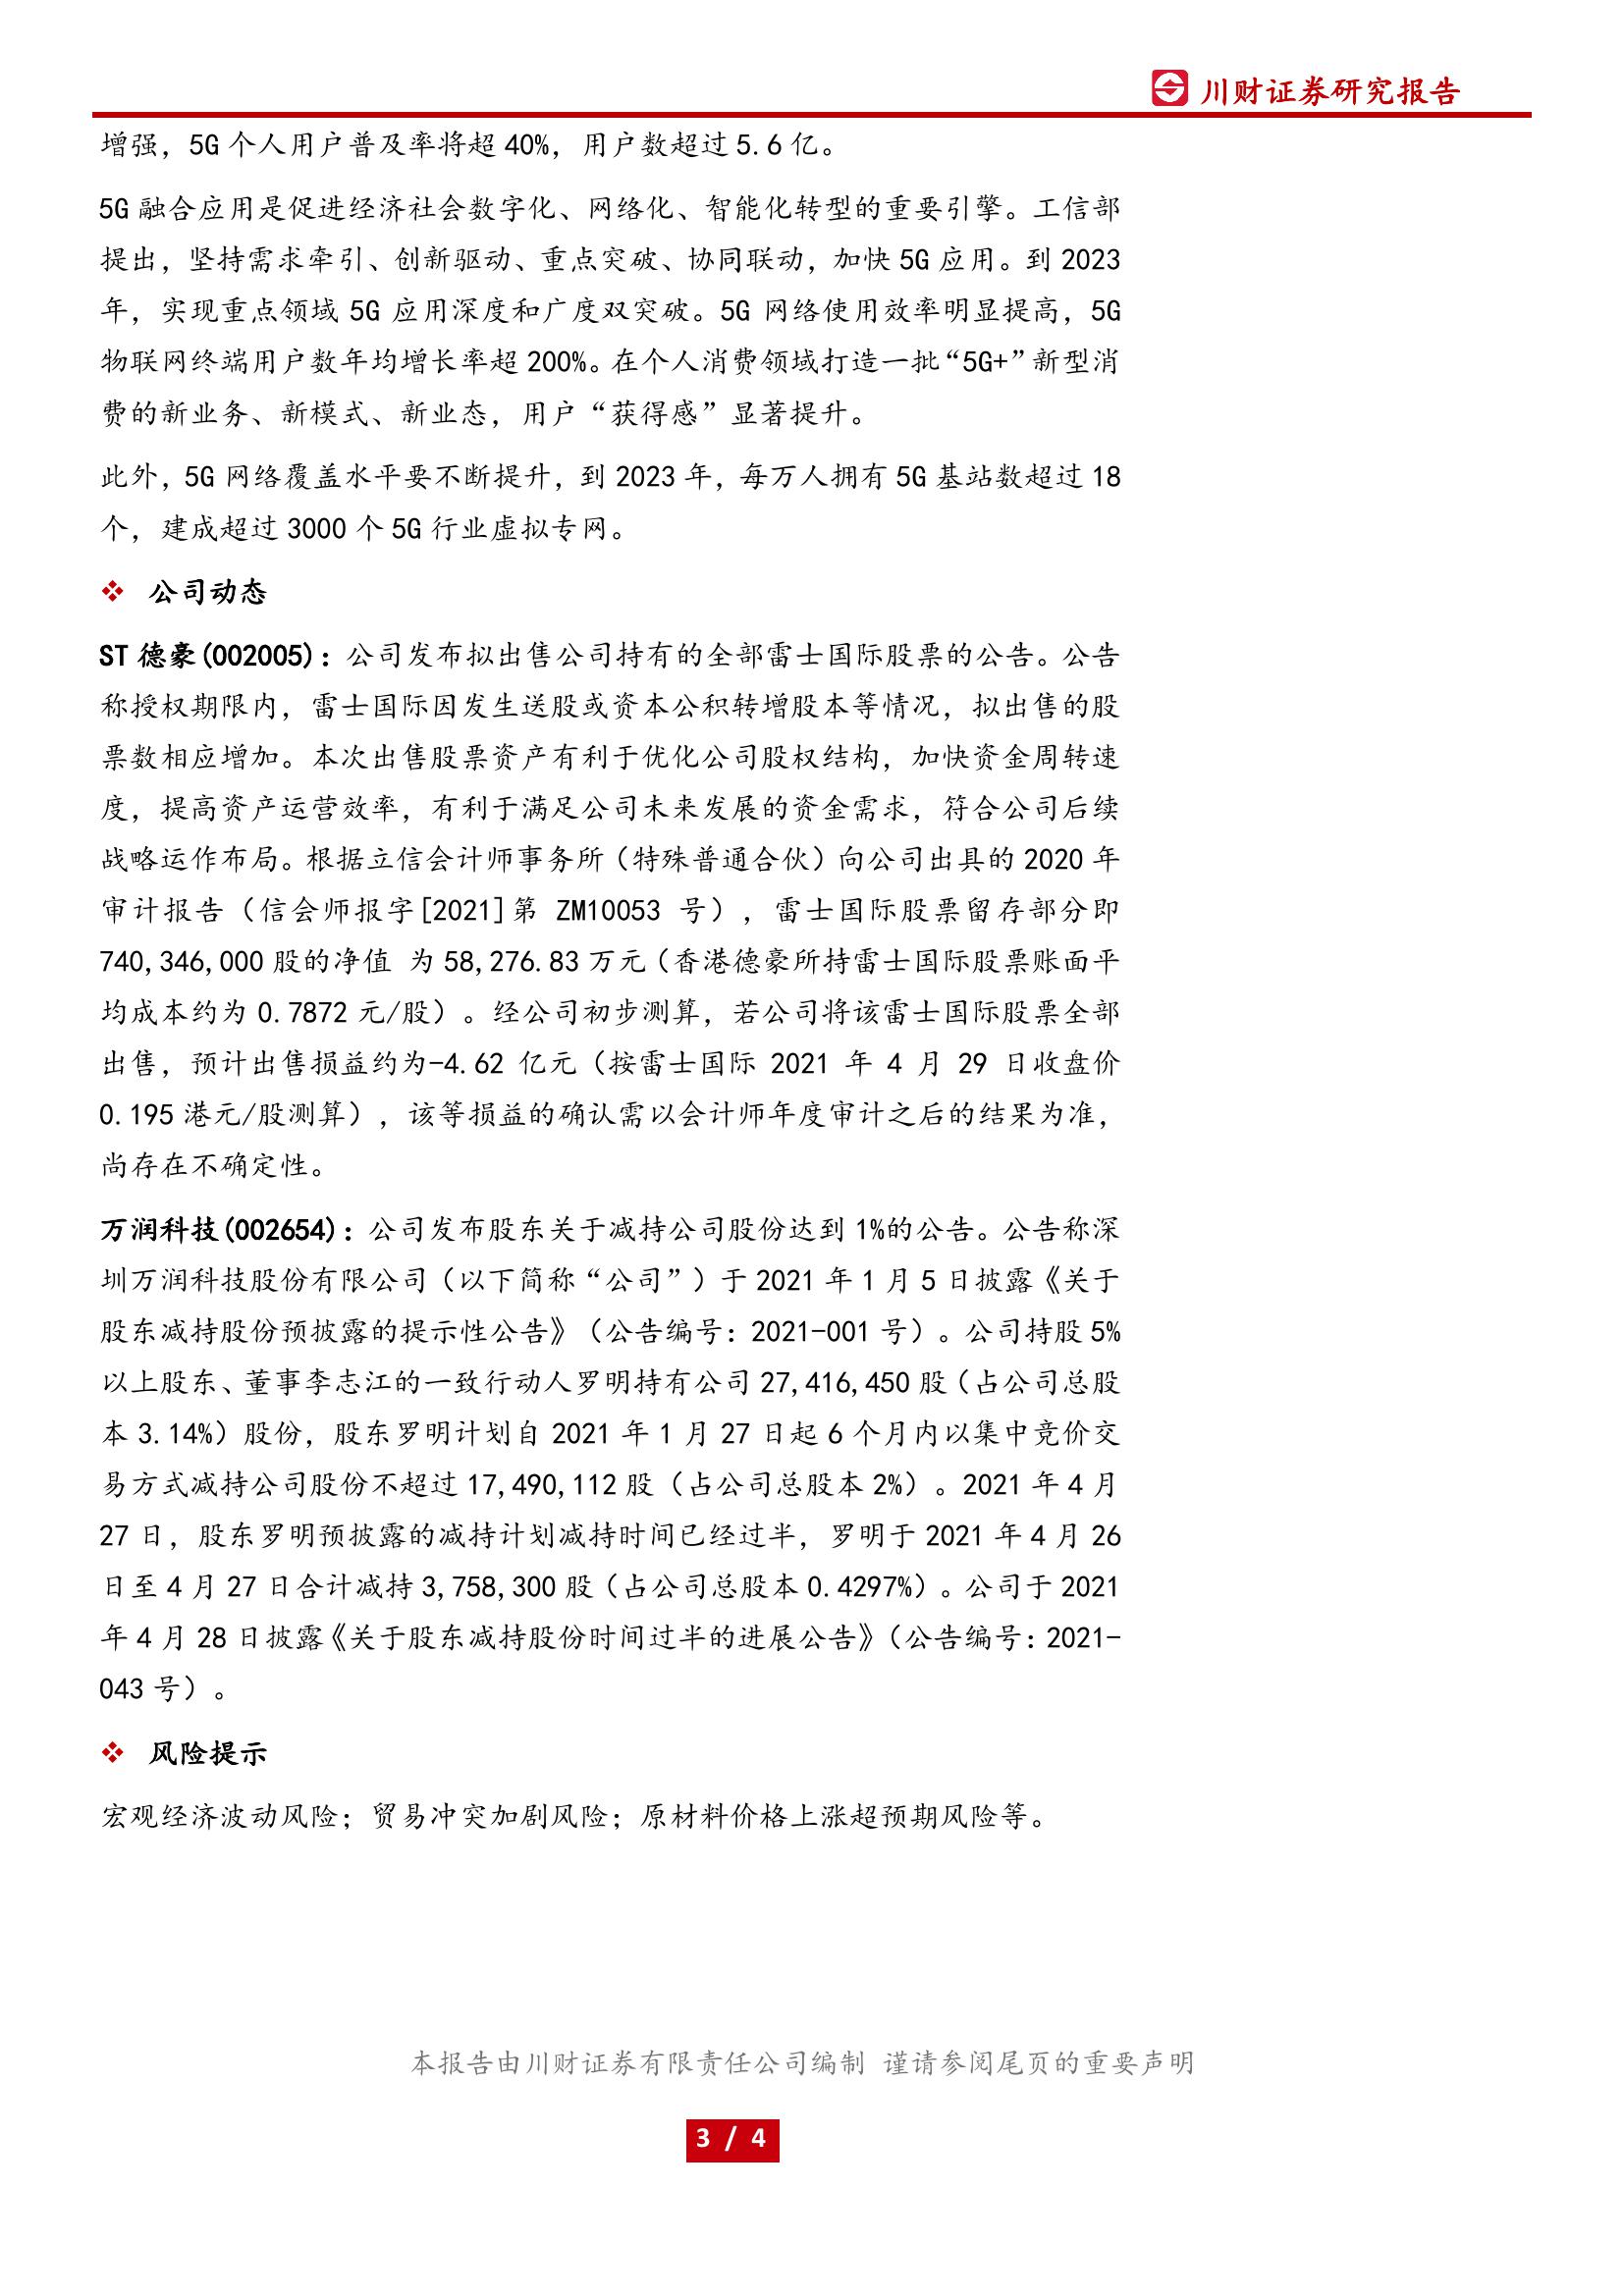 川财证券研究报告
增强，5G 个人用户普及率将超 40%，用户数超过 5.6 亿。
5G 融合应用是促进经济社会数字化、网络化、智能化转型的重要引擎。工信部
提出，坚持需求牵引、创新驱动、重点突破、协同联动，加快 5G 应用。到 2023
年，实现重点领域 5G 应用深度和广度双突破。5G 网络使用效率明显提高，5G
物联网终端用户数年均增长率超 200%。在个人消费领域打造一批“5G+”新型消
费的新业务、新模式、新业态，用户“获得感”显著提升。
此外，5G 网络覆盖水平要不断提升，到 2023 年，每万人拥有 5G 基站数超过 18
个，建成超过 3000 个 5G 行业虚拟专网。
❖ 公司动态
ST 德豪(002005)：公司发布拟出售公司持有的全部雷士国际股票的公告。公告
称授权期限内，雷士国际因发生送股或资本公积转增股本等情况，拟出售的股
票数相应增加。本次出售股票资产有利于优化公司股权结构，加快资金周转速
度，提高资产运营效率，有利于满足公司未来发展的资金需求，符合公司后续
战略运作布局。根据立信会计师事务所（特殊普通合伙）向公司出具的 2020 年
审计报告（信会师报字[2021]第 ZM10053 号），雷士国际股票留存部分即
740,346,000 股的净值 为 58,276.83 万元（香港德豪所持雷士国际股票账面平
均成本约为 0.7872 元/股）。经公司初步测算，若公司将该雷士国际股票全部
出售，预计出售损益约为-4.62 亿元（按雷士国际 2021 年 4 月 29 日收盘价
0.195 港元/股测算），该等损益的确认需以会计师年度审计之后的结果为准，
尚存在不确定性。
万润科技(002654)：公司发布股东关于减持公司股份达到 1%的公告。公告称深
圳万润科技股份有限公司（以下简称“公司”）于 2021 年 1 月 5 日披露《关于
股东减持股份预披露的提示性公告》（公告编号：2021-001 号）。公司持股 5%
以上股东、董事李志江的一致行动人罗明持有公司 27,416,450 股（占公司总股
本 3.14%）股份，股东罗明计划自 2021 年 1 月 27 日起 6 个月内以集中竞价交
易方式减持公司股份不超过 17,490,112 股（占公司总股本 2%）。2021 年 4 月
27 日，股东罗明预披露的减持计划减持时间已经过半，罗明于 2021 年 4 月 26
日至 4 月 27 日合计减持 3,758,300 股（占公司总股本 0.4297%）。公司于 2021
年 4 月 28 日披露《关于股东减持股份时间过半的进展公告》（公告编号：2021-
043 号）。
❖ 风险提示
宏观经济波动风险；贸易冲突加剧风险；原材料价格上涨超预期风险等。
本报告由川财证券有限责任公司编制 谨请参阅尾页的重要声明
3 / 4